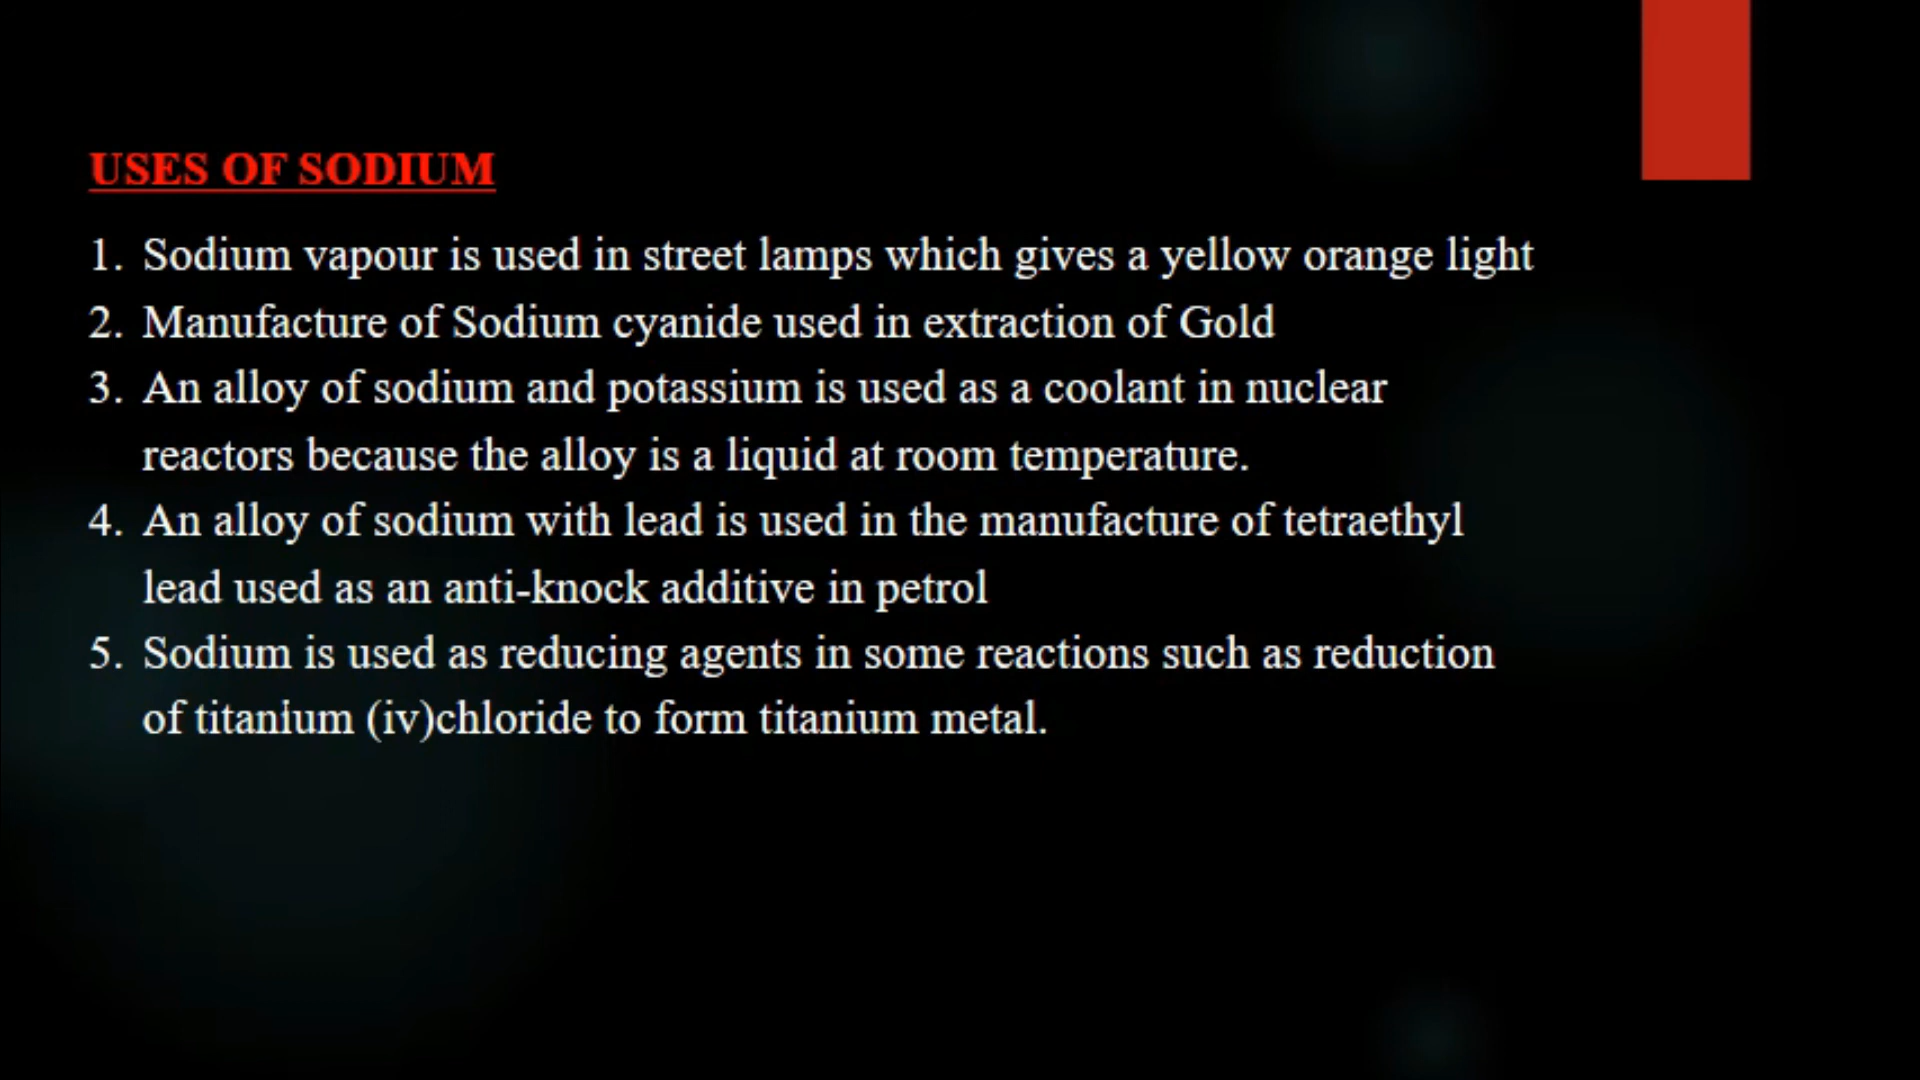 USES OF SODIUM
1. Sodium vapour is used in street lamps which gives a yellow orange light
2. Manufacture of Sodium cyanide used in extraction of Gold
3. An alloy of sodium and potassium is used as a coolant in nuclear
reactors because the alloy is a liquid at room temperature.
4. An alloy of sodium with lead is used in the manufacture of tetraethyl
lead used as an anti-knock additive in petrol
5. Sodium is used as reducing agents in some reactions such as reduction
of titanium (iv)chloride to form titanium metal.